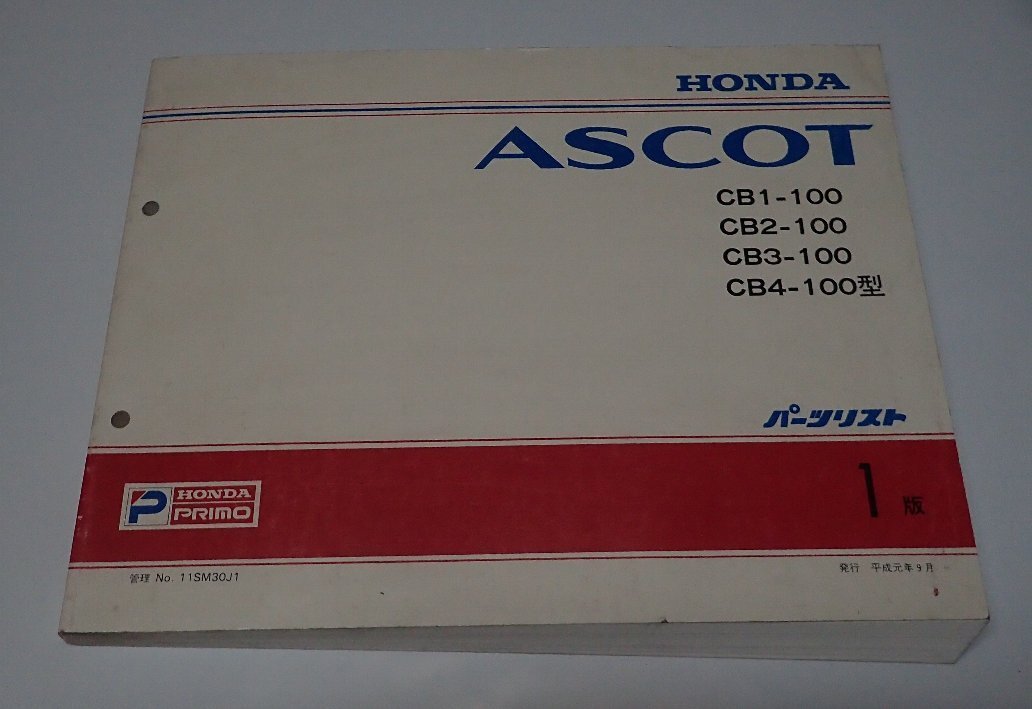 HONDA
ASCOT
CB1-100
CB2-100
CB3-100
CB4-100型
パーツリスト
1版
HONDA
PRIMO
管理 No. 11SM30J1
発行 平成元年9月